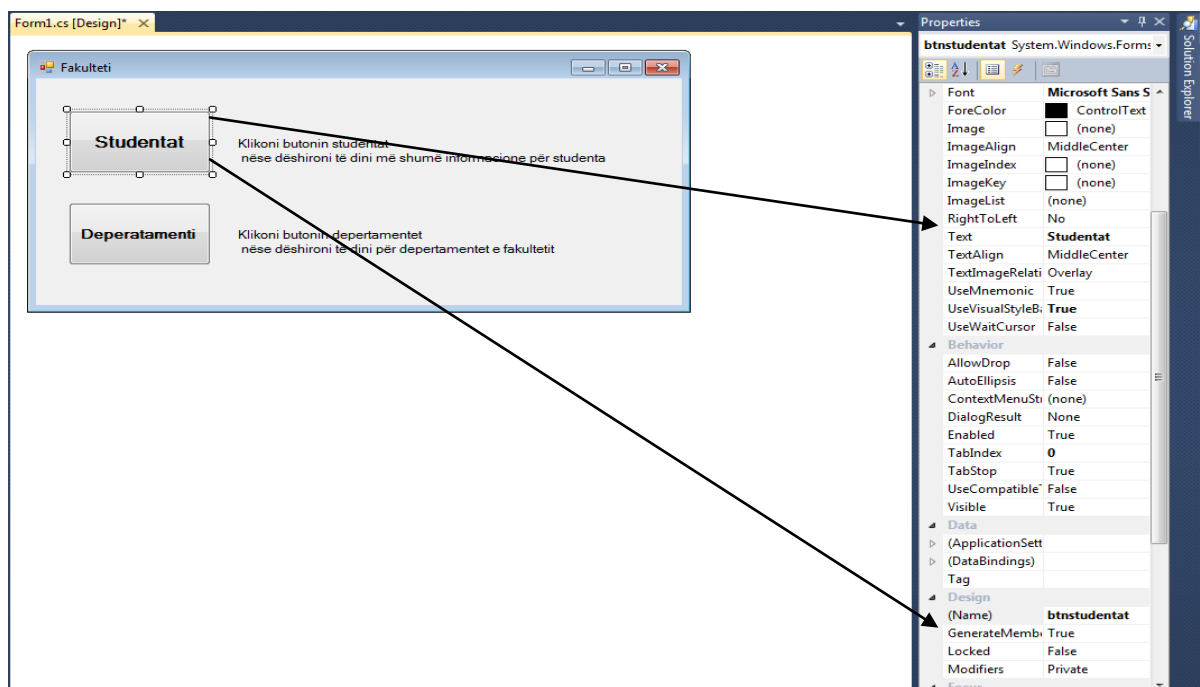 Form1.cs [Design]*
Fakulteti
Studentat
Klikoni butonin studentat
nëse dëshironi të dini më shumë informacione për studenta
Deperatamenti
Klikoni butonin depertamentet
nëse dëshironi të dini për depertamentet e fakultetit
Properties
btnstudentat System.Windows.Forms
Font Microsoft Sans S
ForeColor ControlText
Image (none)
ImageAlign MiddleCenter
ImageIndex (none)
ImageKey (none)
ImageList (none)
RightToLeft No
Text Studentat
TextAlign MiddleCenter
TextImageRelati Overlay
UseMnemonic True
UseVisualStyleBa True
UseWaitCursor False
Behavior
AllowDrop False
AutoEllipsis False
ContextMenuStr (none)
DialogResult None
Enabled True
TabIndex 0
TabStop True
UseCompatibleT False
Visible True
Data
(ApplicationSett
(DataBindings)
Tag
Design
(Name) btnstudentat
GenerateMembe True
Locked False
Modifiers Private
Focus
Solution Explorer